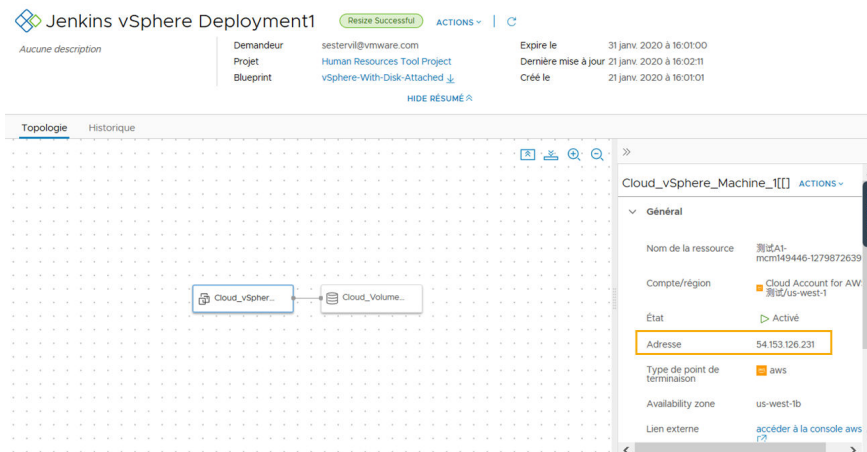 Jenkins vSphere Deployment1
Resize Successful
ACTIONS
Aucune description
Demandeur sestervil@vmware.com
Projet Human Resources Tool Project
Blueprint vSphere-With-Disk-Attached
Expire le 31 janv. 2020 à 16:01:00
Dernière mise à jour 21 janv. 2020 à 16:02:11
Créé le 21 janv. 2020 à 16:01:01
HIDE RÉSUMÉ
Topologie Historique
Cloud_vSpher...
Cloud_Volume...
Cloud_vSphere_Machine_1[[] ACTIONS
Général
Nom de la ressource 测试A1-
mcm149446-1279872639
Compte/région Cloud Account for AW
测试/us-west-1
État Activé
Adresse 54.153.126.231
Type de point de
terminaison aws
Availability zone us-west-1b
Lien externe accéder à la console aws